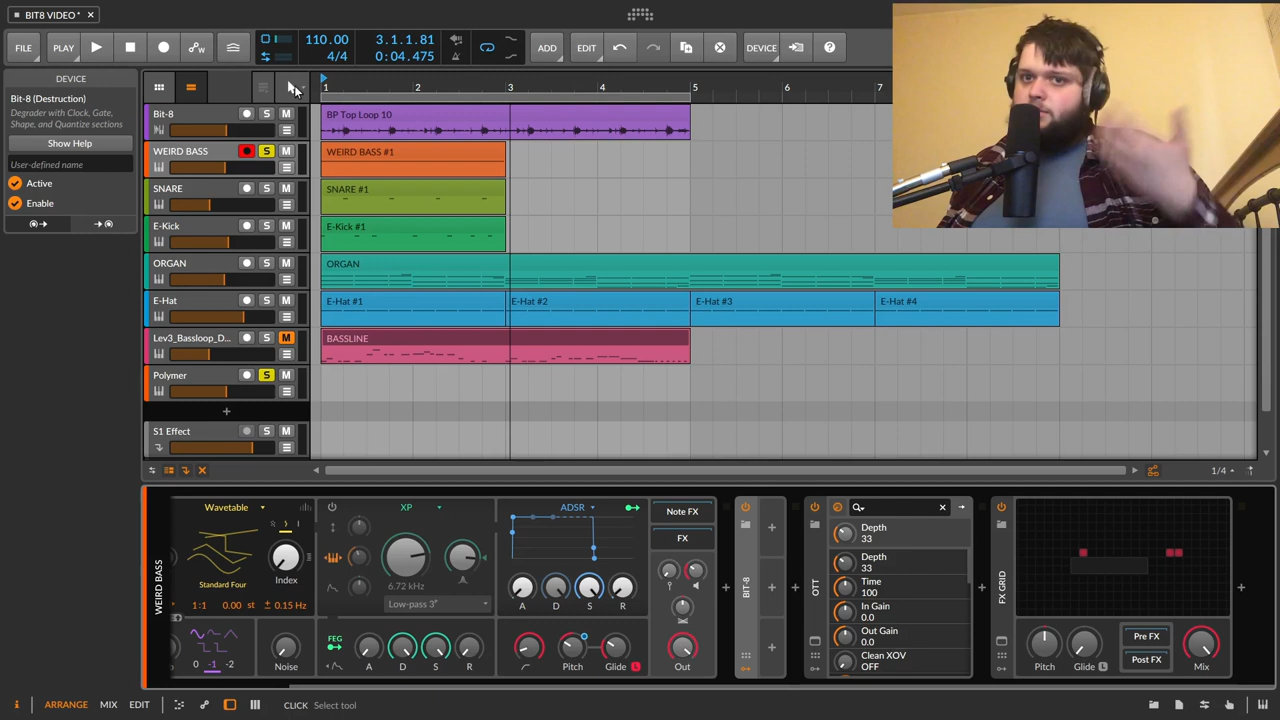 BIT8 VIDEO*
FILE PLAY 110.00 3.1.1.81 ADD EDIT DEVICE
4/4 0:04.475
DEVICE
Bit-8 (Destruction)
Degrader with Clock, Gate,
Shape, and Quantize sections
Show Help
User-defined name
Active
Enable
1 2 3 4 5 6 7
Bit-8 S M BP Top Loop 10
WEIRD BASS S M WEIRD BASS #1
SNARE S M SNARE #1
E-Kick S M E-Kick #1
ORGAN S M ORGAN
E-Hat S M E-Hat #1 E-Hat #2 E-Hat #3 E-Hat #4
Lev3_Bassloop_D... S M BASSLINE
Polymer S M
+
S1 Effect S M
1/4
WEIRD BASS
Wavetable
Index
Standard Four
1:1 0.00 st ± 0.15 Hz
0 -1 -2
Noise
XP
6.72 kHz
Low-pass 3
FEG
A D S R
ADSR
A D S R
Pitch Glide L
Note FX
FX
Out
BIT-8
OTT
Depth
33
Depth
33
Time
100
In Gain
0.0
Out Gain
0.0
Clean XOV
OFF
FX GRID
Pitch Glide L
Pre FX
Post FX
Mix
ARRANGE MIX EDIT CLICK Select tool